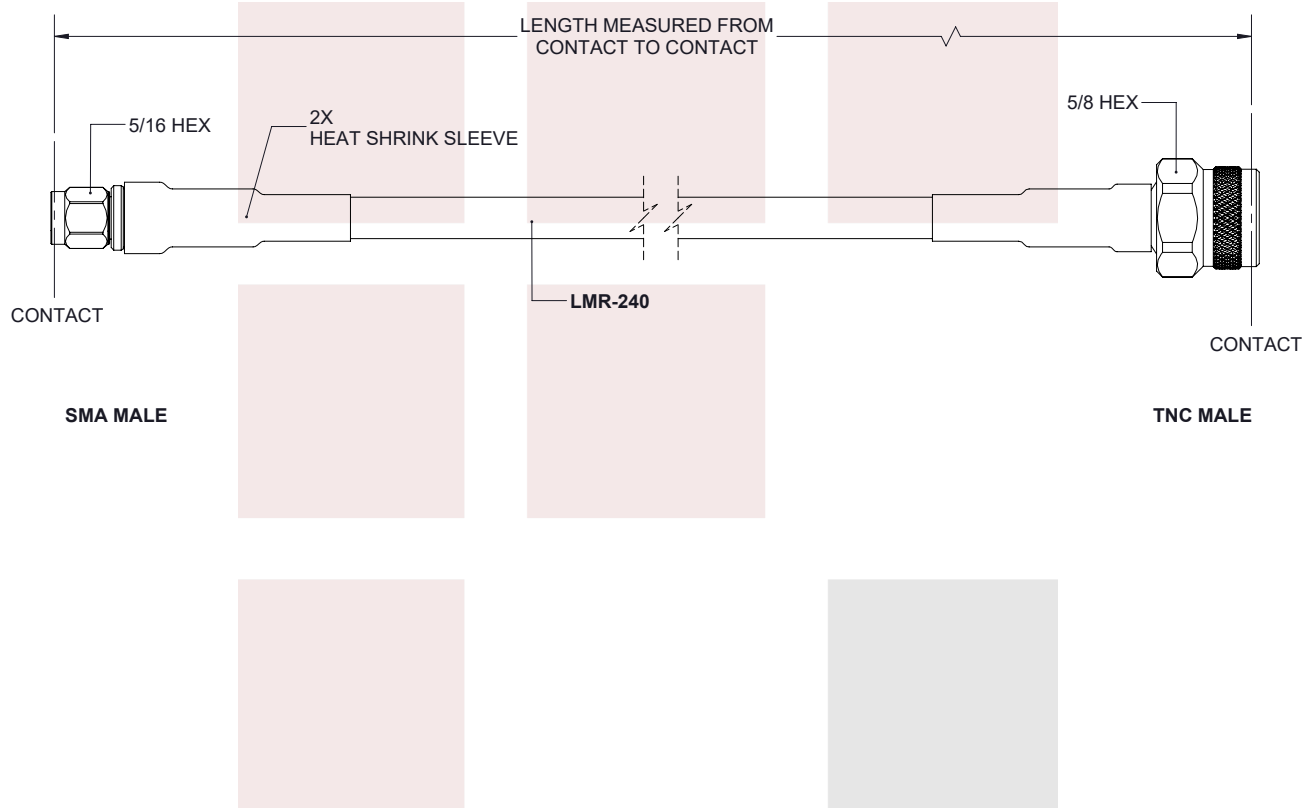 LENGTH MEASURED FROM
CONTACT TO CONTACT
5/16 HEX
2X
HEAT SHRINK SLEEVE
5/8 HEX
LMR-240
CONTACT
CONTACT
SMA MALE
TNC MALE